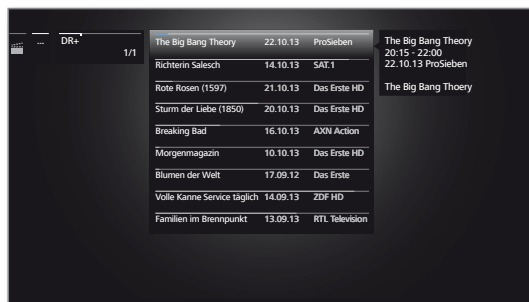 ... DR+
1/1
The Big Bang Theory 22.10.13 ProSieben
Richterin Salesch 14.10.13 SAT.1
Rote Rosen (1597) 21.10.13 Das Erste HD
Sturm der Liebe (1850) 20.10.13 Das Erste HD
Breaking Bad 16.10.13 AXN Action
Morgenmagazin 10.10.13 Das Erste HD
Blumen der Welt 17.09.12 Das Erste
Volle Kanne Service täglich 14.09.13 ZDF HD
Familien im Brennpunkt 13.09.13 RTL Television
The Big Bang Theory
20:15 - 22:00
22.10.13 ProSieben
The Big Bang Thoery